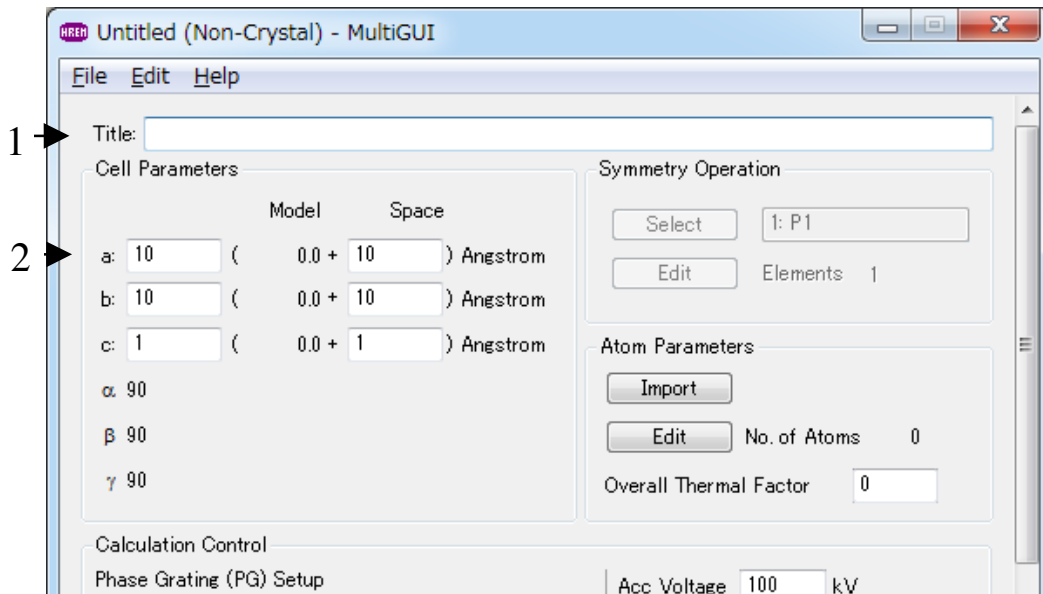 HREM Untitled (Non-Crystal) - MultiGUI
File Edit Help
1 Title:
Cell Parameters
Model Space
2 a: 10 ( 0.0 + 10 ) Angstrom
b: 10 ( 0.0 + 10 ) Angstrom
c: 1 ( 0.0 + 1 ) Angstrom
α 90
β 90
γ 90
Symmetry Operation
Select 1: P1
Edit Elements 1
Atom Parameters
Import
Edit No. of Atoms 0
Overall Thermal Factor 0
Calculation Control
Phase Grating (PG) Setup
Acc Voltage 100 kV